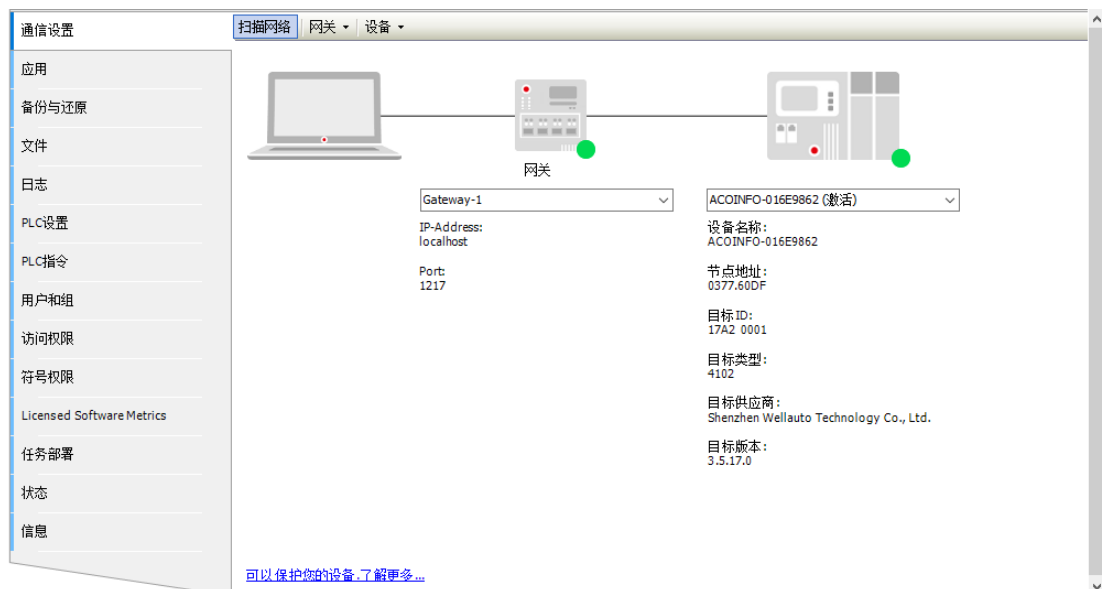 通信设置
扫描网络
网关
设备
应用
备份与还原
文件
日志
PLC设置
PLC指令
用户和组
访问权限
符号权限
Licensed Software Metrics
任务部署
状态
信息
网关
Gateway-1
IP-Address:
localhost
Port:
1217
ACOINFO-016E9862 (激活)
设备名称:
ACOINFO-016E9862
节点地址:
0377.60DF
目标ID:
17A2 0001
目标类型:
4102
目标供应商:
Shenzhen Wellauto Technology Co., Ltd.
目标版本:
3.5.17.0
可以保护您的设备.了解更多...